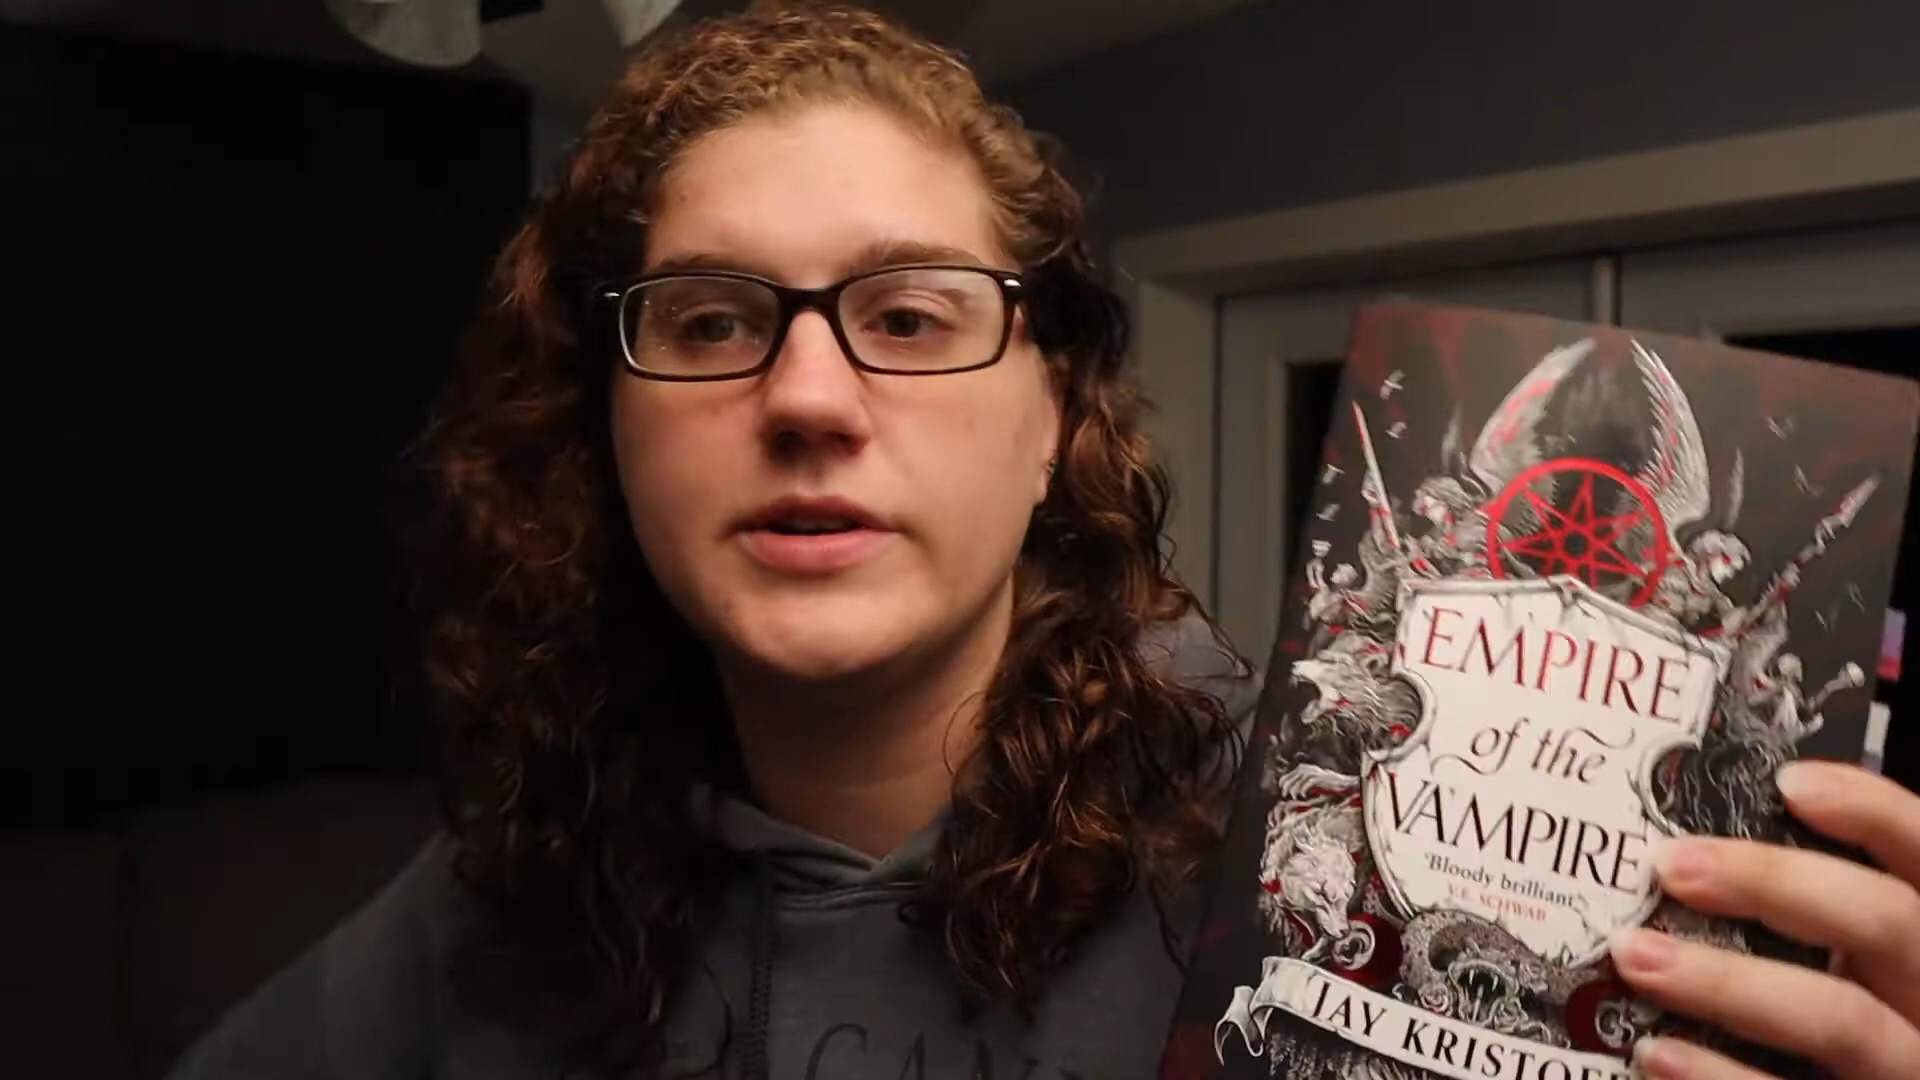 EMPIRE
of the
VAMPIRE
'Bloody brilliant'
V.E. SCHWAB
JAY KRISTOFF